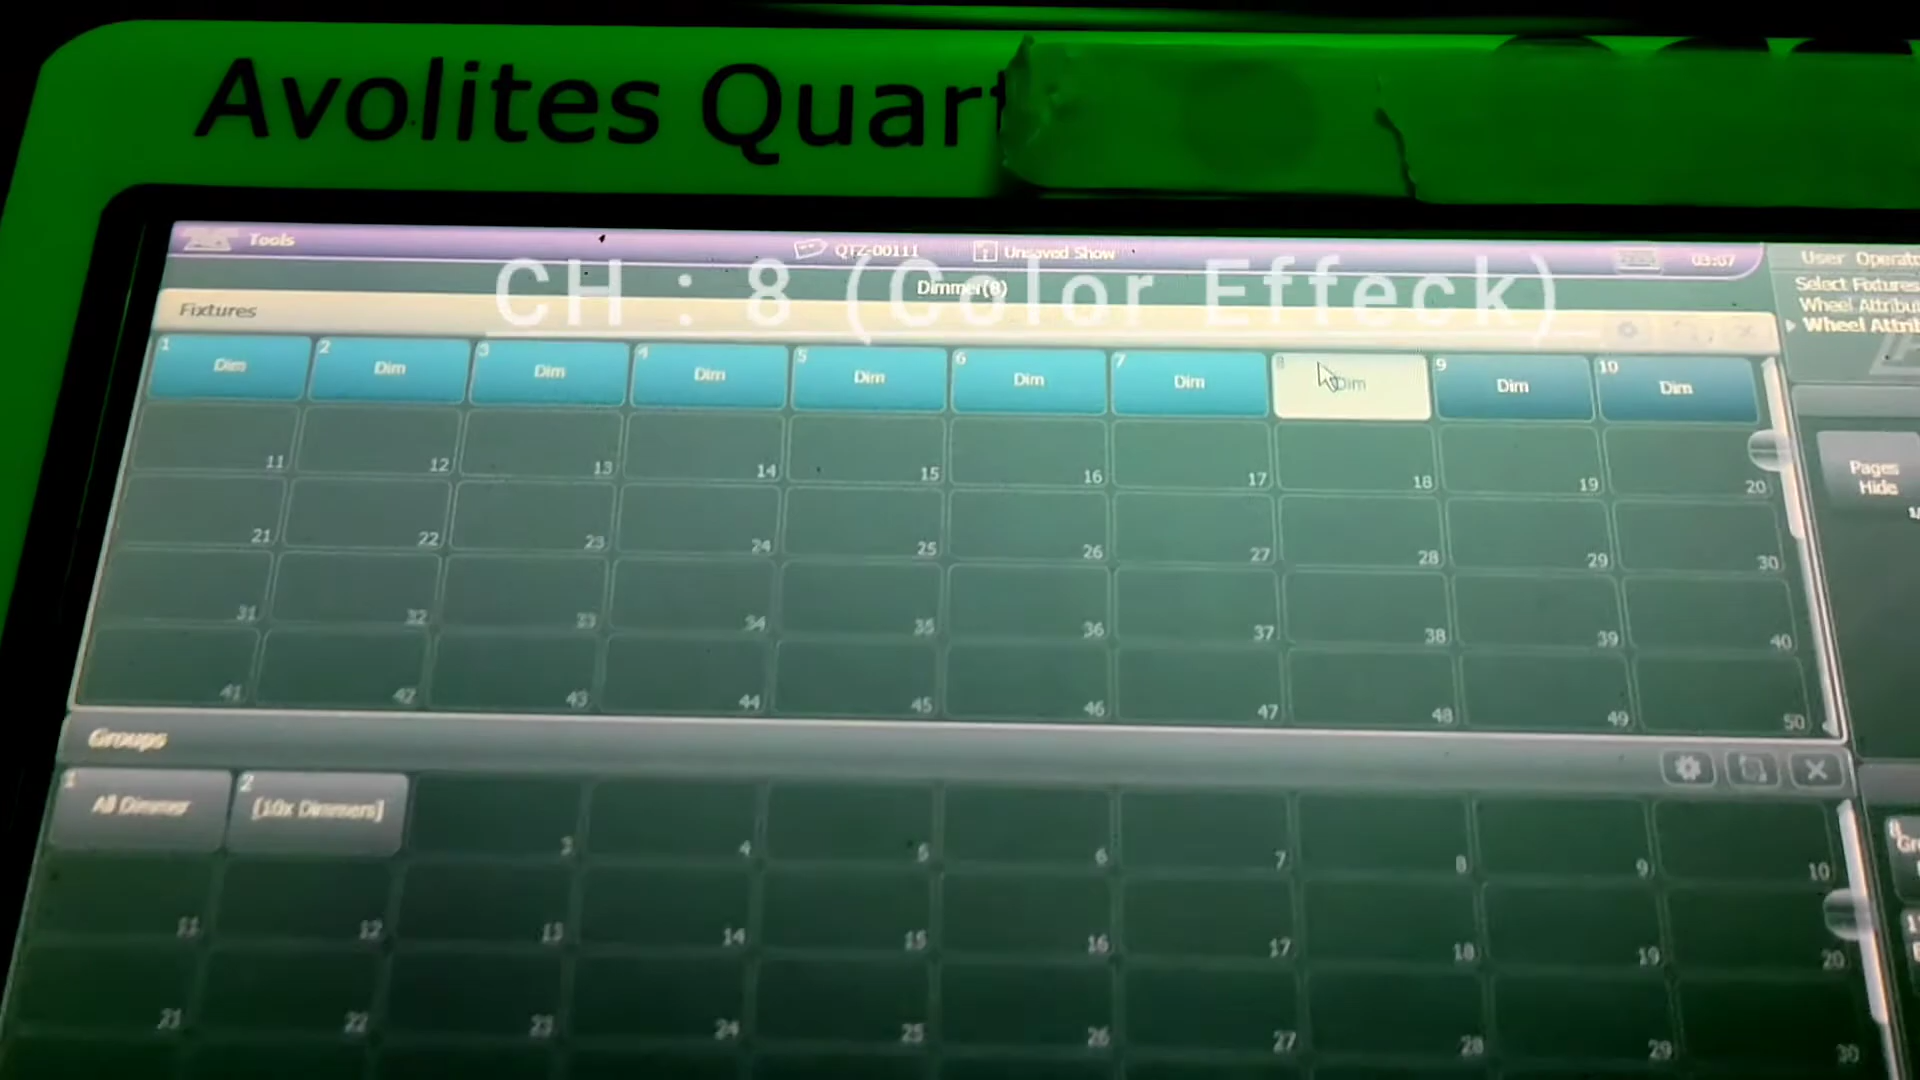 Avolites Quart
Tools QTZ-00111 Unsaved Show 03:07
CH : 8 (Color Effeck)
Dimmer(8)
Fixtures
1 Dim 2 Dim 3 Dim 4 Dim 5 Dim 6 Dim 7 Dim 8 Dim 9 Dim 10 Dim
11 12 13 14 15 16 17 18 19 20
21 22 23 24 25 26 27 28 29 30
31 32 33 34 35 36 37 38 39 40
41 42 43 44 45 46 47 48 49 50
Groups
1 All Dimmer 2 [10x Dimmers] 3 4 5 6 7 8 9 10
11 12 13 14 15 16 17 18 19 20
21 22 23 24 25 26 27 28 29 30
User Operat
Select Fixtures
Wheel Attribut
Wheel Attri
Pages
Hide